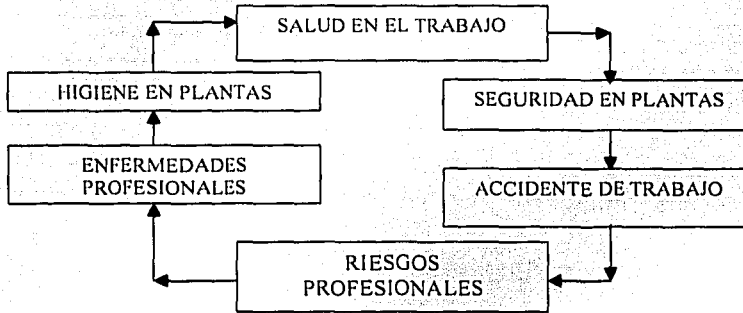 SALUD EN EL TRABAJO
HIGIENE EN PLANTAS
SEGURIDAD EN PLANTAS
ENFERMEDADES
PROFESIONALES
ACCIDENTE DE TRABAJO
RIESGOS
PROFESIONALES